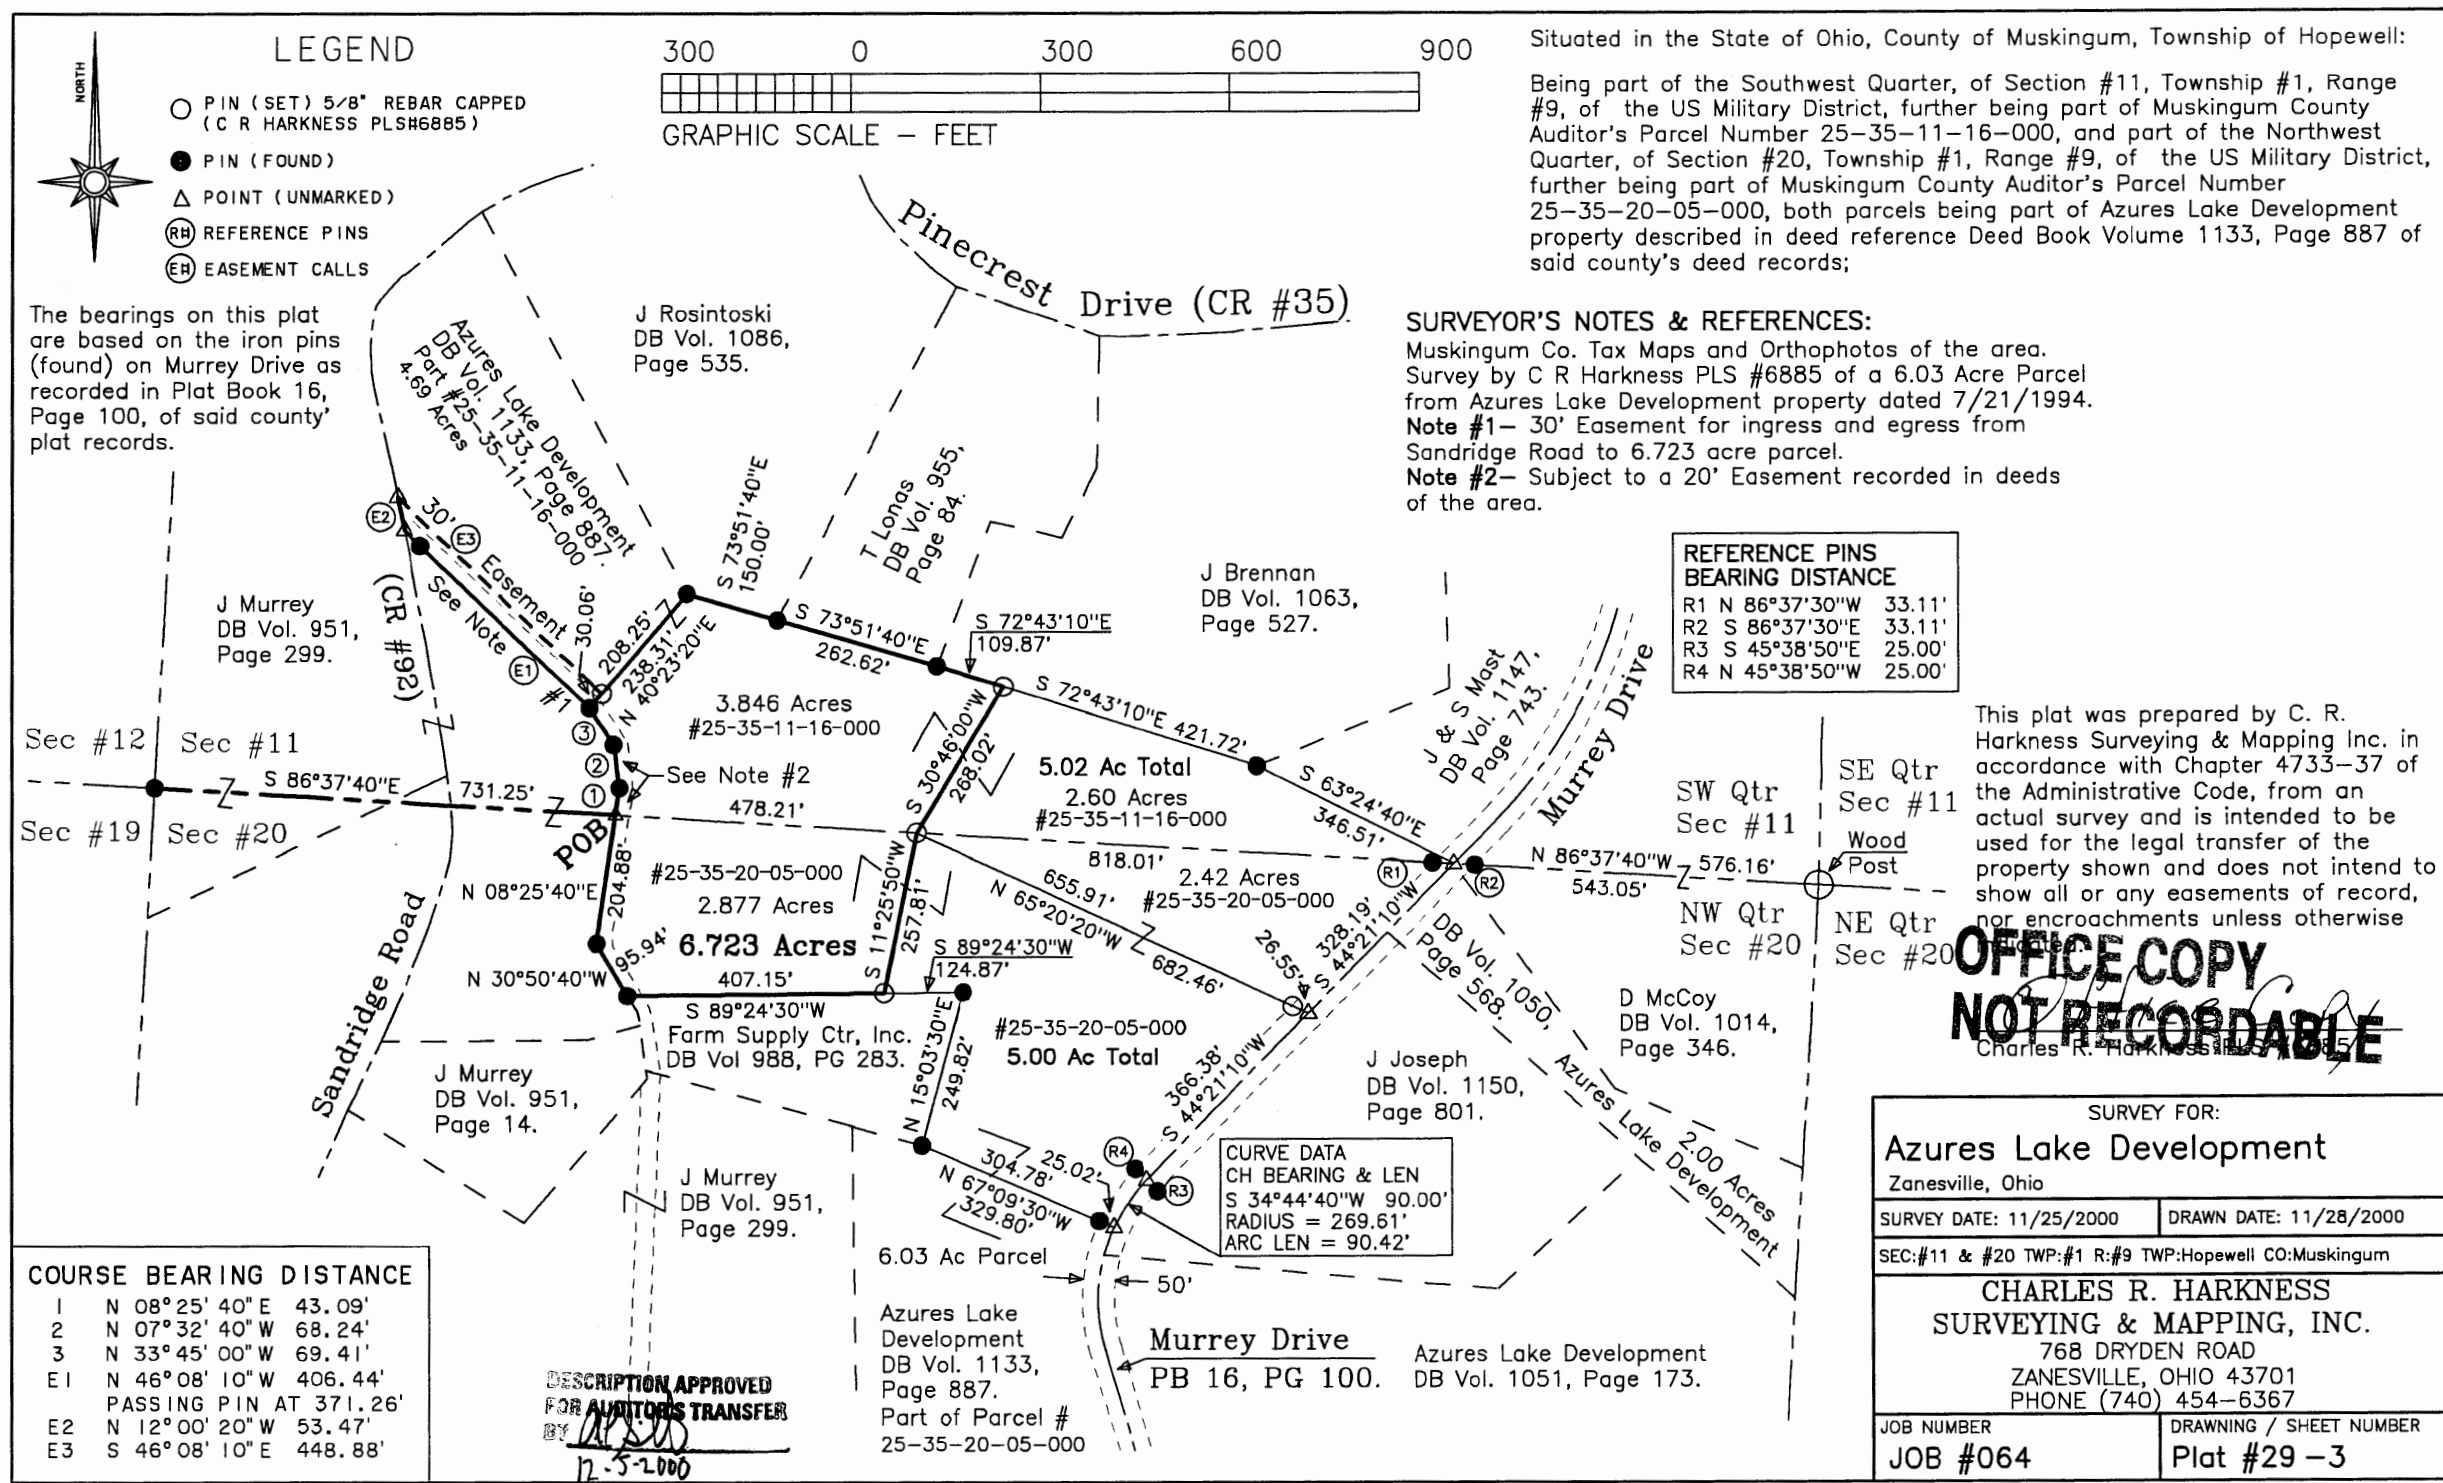 LEGEND
NORTH
PIN (SET) 5/8" REBAR CAPPED
(C R HARKNESS PLS#6885)
PIN (FOUND)
POINT (UNMARKED)
R# REFERENCE PINS
E# EASEMENT CALLS
300 0 300 600 900
GRAPHIC SCALE – FEET
Situated in the State of Ohio, County of Muskingum, Township of Hopewell:
Being part of the Southwest Quarter, of Section #11, Township #1, Range
#9, of the US Military District, further being part of Muskingum County
Auditor's Parcel Number 25–35–11–16–000, and part of the Northwest
Quarter, of Section #20, Township #1, Range #9, of the US Military District,
further being part of Muskingum County Auditor's Parcel Number
25–35–20–05–000, both parcels being part of Azures Lake Development
property described in deed reference Deed Book Volume 1133, Page 887 of
said county's deed records;
The bearings on this plat
are based on the iron pins
(found) on Murrey Drive as
recorded in Plat Book 16,
Page 100, of said county'
plat records.
SURVEYOR'S NOTES & REFERENCES:
Muskingum Co. Tax Maps and Orthophotos of the area.
Survey by C R Harkness PLS #6885 of a 6.03 Acre Parcel
from Azures Lake Development property dated 7/21/1994.
Note #1– 30' Easement for ingress and egress from
Sandridge Road to 6.723 acre parcel.
Note #2– Subject to a 20' Easement recorded in deeds
of the area.
Pinecrest Drive (CR #35)
J Rosintoski
DB Vol. 1086,
Page 535.
Azures Lake Development
DB Vol. 1133, Page 887.
Part #25–35–11–16–000
4.69 Acres
T Lonas
DB Vol. 955,
Page 84.
J Brennan
DB Vol. 1063,
Page 527.
J & S Mast
DB Vol. 1147,
Page 743.
Murrey Drive
REFERENCE PINS
BEARING DISTANCE
R1 N 86°37'30"W 33.11'
R2 S 86°37'30"E 33.11'
R3 S 45°38'50"E 25.00'
R4 N 45°38'50"W 25.00'
J Murrey
DB Vol. 951,
Page 299.
(CR #92)
E2
30' Easement
E3
See Note #1
E1
30.06'
208.25'
238.31'
N 40°23'20"E
S 73°51'40"E
150.00'
S 73°51'40"E
262.62'
S 72°43'10"E
109.87'
S 72°43'10"E 421.72'
S 63°24'40"E
346.51'
3.846 Acres
#25-35-11-16-000
S 30°46'00"W
268.02'
5.02 Ac Total
2.60 Acres
#25-35-11-16-000
3
2
1
See Note #2
Sec #12
Sec #11
Sec #19
Sec #20
S 86°37'40"E 731.25'
478.21'
818.01'
POB
204.88'
N 08°25'40"E
#25-35-20-05-000
2.877 Acres
6.723 Acres
95.94'
N 30°50'40"W
407.15'
S 89°24'30"W
S 11°25'50"W
257.81'
S 89°24'30"W
124.87'
655.91'
N 65°20'20"W
682.46'
2.42 Acres
#25-35-20-05-000
R1
R2
N 86°37'40"W 576.16'
543.05'
SW Qtr
Sec #11
SE Qtr
Sec #11
Wood
Post
NW Qtr
Sec #20
NE Qtr
Sec #20
26.55'
328.19'
S 44°21'10"W
DB Vol. 1050,
Page 568.
This plat was prepared by C. R.
Harkness Surveying & Mapping Inc. in
accordance with Chapter 4733–37 of
the Administrative Code, from an
actual survey and is intended to be
used for the legal transfer of the
property shown and does not intend to
show all or any easements of record,
nor encroachments unless otherwise
indicated.
OFFICE COPY
NOT RECORDABLE
Charles R. Harkness
Sandridge Road
Farm Supply Ctr, Inc.
DB Vol 988, PG 283.
N 15°03'30"E
249.82'
#25-35-20-05-000
5.00 Ac Total
366.38'
S 44°21'10"W
J Joseph
DB Vol. 1150,
Page 801.
D McCoy
DB Vol. 1014,
Page 346.
Azures Lake Development
2.00 Acres
Azures Lake Development
J Murrey
DB Vol. 951,
Page 14.
J Murrey
DB Vol. 951,
Page 299.
304.78'
25.02'
N 67°09'30"W
329.80'
R4
R3
CURVE DATA
CH BEARING & LEN
S 34°44'40"W 90.00'
RADIUS = 269.61'
ARC LEN = 90.42'
6.03 Ac Parcel
50'
Azures Lake
Development
DB Vol. 1133,
Page 887.
Part of Parcel #
25-35-20-05-000
Murrey Drive
PB 16, PG 100.
Azures Lake Development
DB Vol. 1051, Page 173.
COURSE BEARING DISTANCE
1 N 08°25'40"E 43.09'
2 N 07°32'40"W 68.24'
3 N 33°45'00"W 69.41'
E1 N 46°08'10"W 406.44'
PASSING PIN AT 371.26'
E2 N 12°00'20"W 53.47'
E3 S 46°08'10"E 448.88'
DESCRIPTION APPROVED
FOR AUDITOR'S TRANSFER
BY
12-5-2000
SURVEY FOR:
Azures Lake Development
Zanesville, Ohio
SURVEY DATE: 11/25/2000 DRAWN DATE: 11/28/2000
SEC:#11 & #20 TWP:#1 R:#9 TWP:Hopewell CO:Muskingum
CHARLES R. HARKNESS
SURVEYING & MAPPING, INC.
768 DRYDEN ROAD
ZANESVILLE, OHIO 43701
PHONE (740) 454–6367
JOB NUMBER
JOB #064
DRAWING / SHEET NUMBER
Plat #29–3